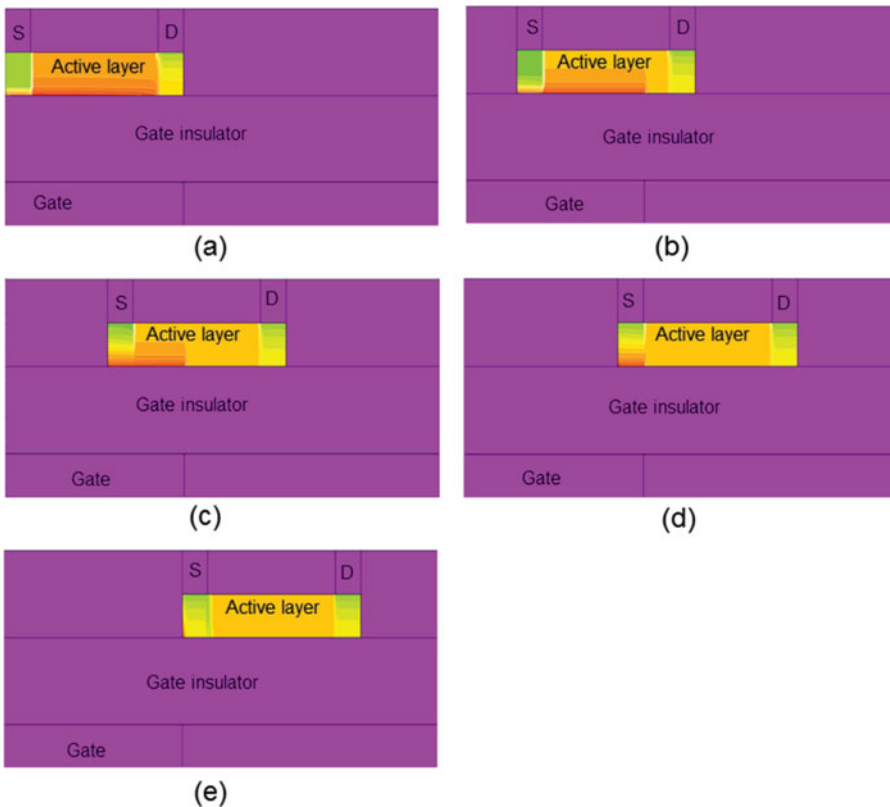 S D
Active layer
Gate insulator
Gate
(a)
S D
Active layer
Gate insulator
Gate
(b)
S D
Active layer
Gate insulator
Gate
(c)
S D
Active layer
Gate insulator
Gate
(d)
S D
Active layer
Gate insulator
Gate
(e)